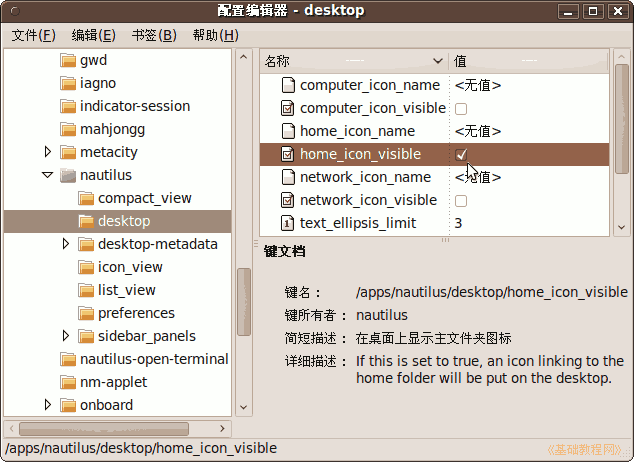 配置编辑器 - desktop
文件(F) 编辑(E) 书签(B) 帮助(H)
gwd
iagno
indicator-session
mahjongg
metacity
nautilus
compact_view
desktop
desktop-metadata
icon_view
list_view
preferences
sidebar_panels
nautilus-open-terminal
nm-applet
onboard
名称 值
computer_icon_name <无值>
computer_icon_visible
home_icon_name <无值>
home_icon_visible
network_icon_name <无值>
network_icon_visible
text_ellipsis_limit 3
键文档
键名： /apps/nautilus/desktop/home_icon_visible
键所有者： nautilus
简短描述： 在桌面上显示主文件夹图标
详细描述： If this is set to true, an icon linking to the
home folder will be put on the desktop.
/apps/nautilus/desktop/home_icon_visible
《基础教程网》